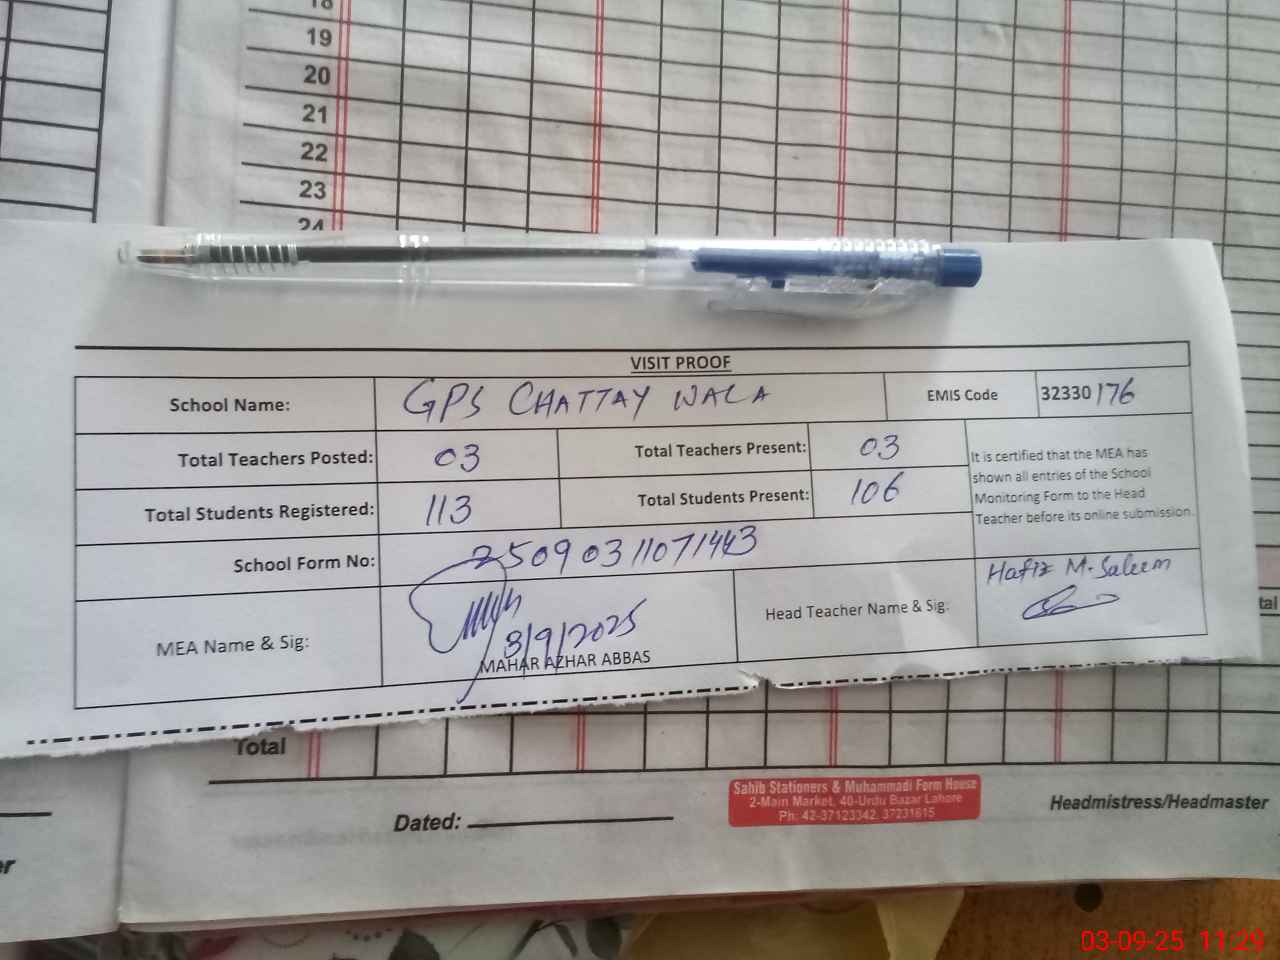 18
19
20
21
22
23
24
VISIT PROOF
School Name: GPS CHATTAY WALA EMIS Code 32330176
Total Teachers Posted: 03 Total Teachers Present: 03
Total Students Registered: 113 Total Students Present: 106
It is certified that the MEA has
shown all entries of the School
Monitoring Form to the Head
Teacher before its online submission.
School Form No: 25090311071443
MEA Name & Sig: 3/9/2025
MAHAR AZHAR ABBAS
Head Teacher Name & Sig: Hafiz M. Saleem
Total
Sahib Stationers & Muhammadi Form House
2-Main Market, 40-Urdu Bazar Lahore
Ph: 42-37123342, 37231615
Dated:
Headmistress/Headmaster
03-09-25 11:29